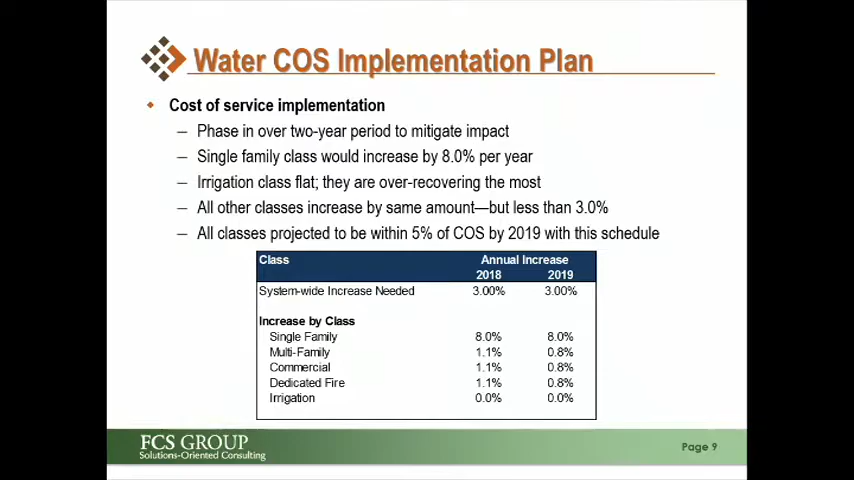 Water COS Implementation Plan
Cost of service implementation
– Phase in over two-year period to mitigate impact
– Single family class would increase by 8.0% per year
– Irrigation class flat; they are over-recovering the most
– All other classes increase by same amount—but less than 3.0%
– All classes projected to be within 5% of COS by 2019 with this schedule
Class Annual Increase
2018 2019
System-wide Increase Needed 3.00% 3.00%
Increase by Class
Single Family 8.0% 8.0%
Multi-Family 1.1% 0.8%
Commercial 1.1% 0.8%
Dedicated Fire 1.1% 0.8%
Irrigation 0.0% 0.0%
FCS GROUP
Solutions-Oriented Consulting
Page 9